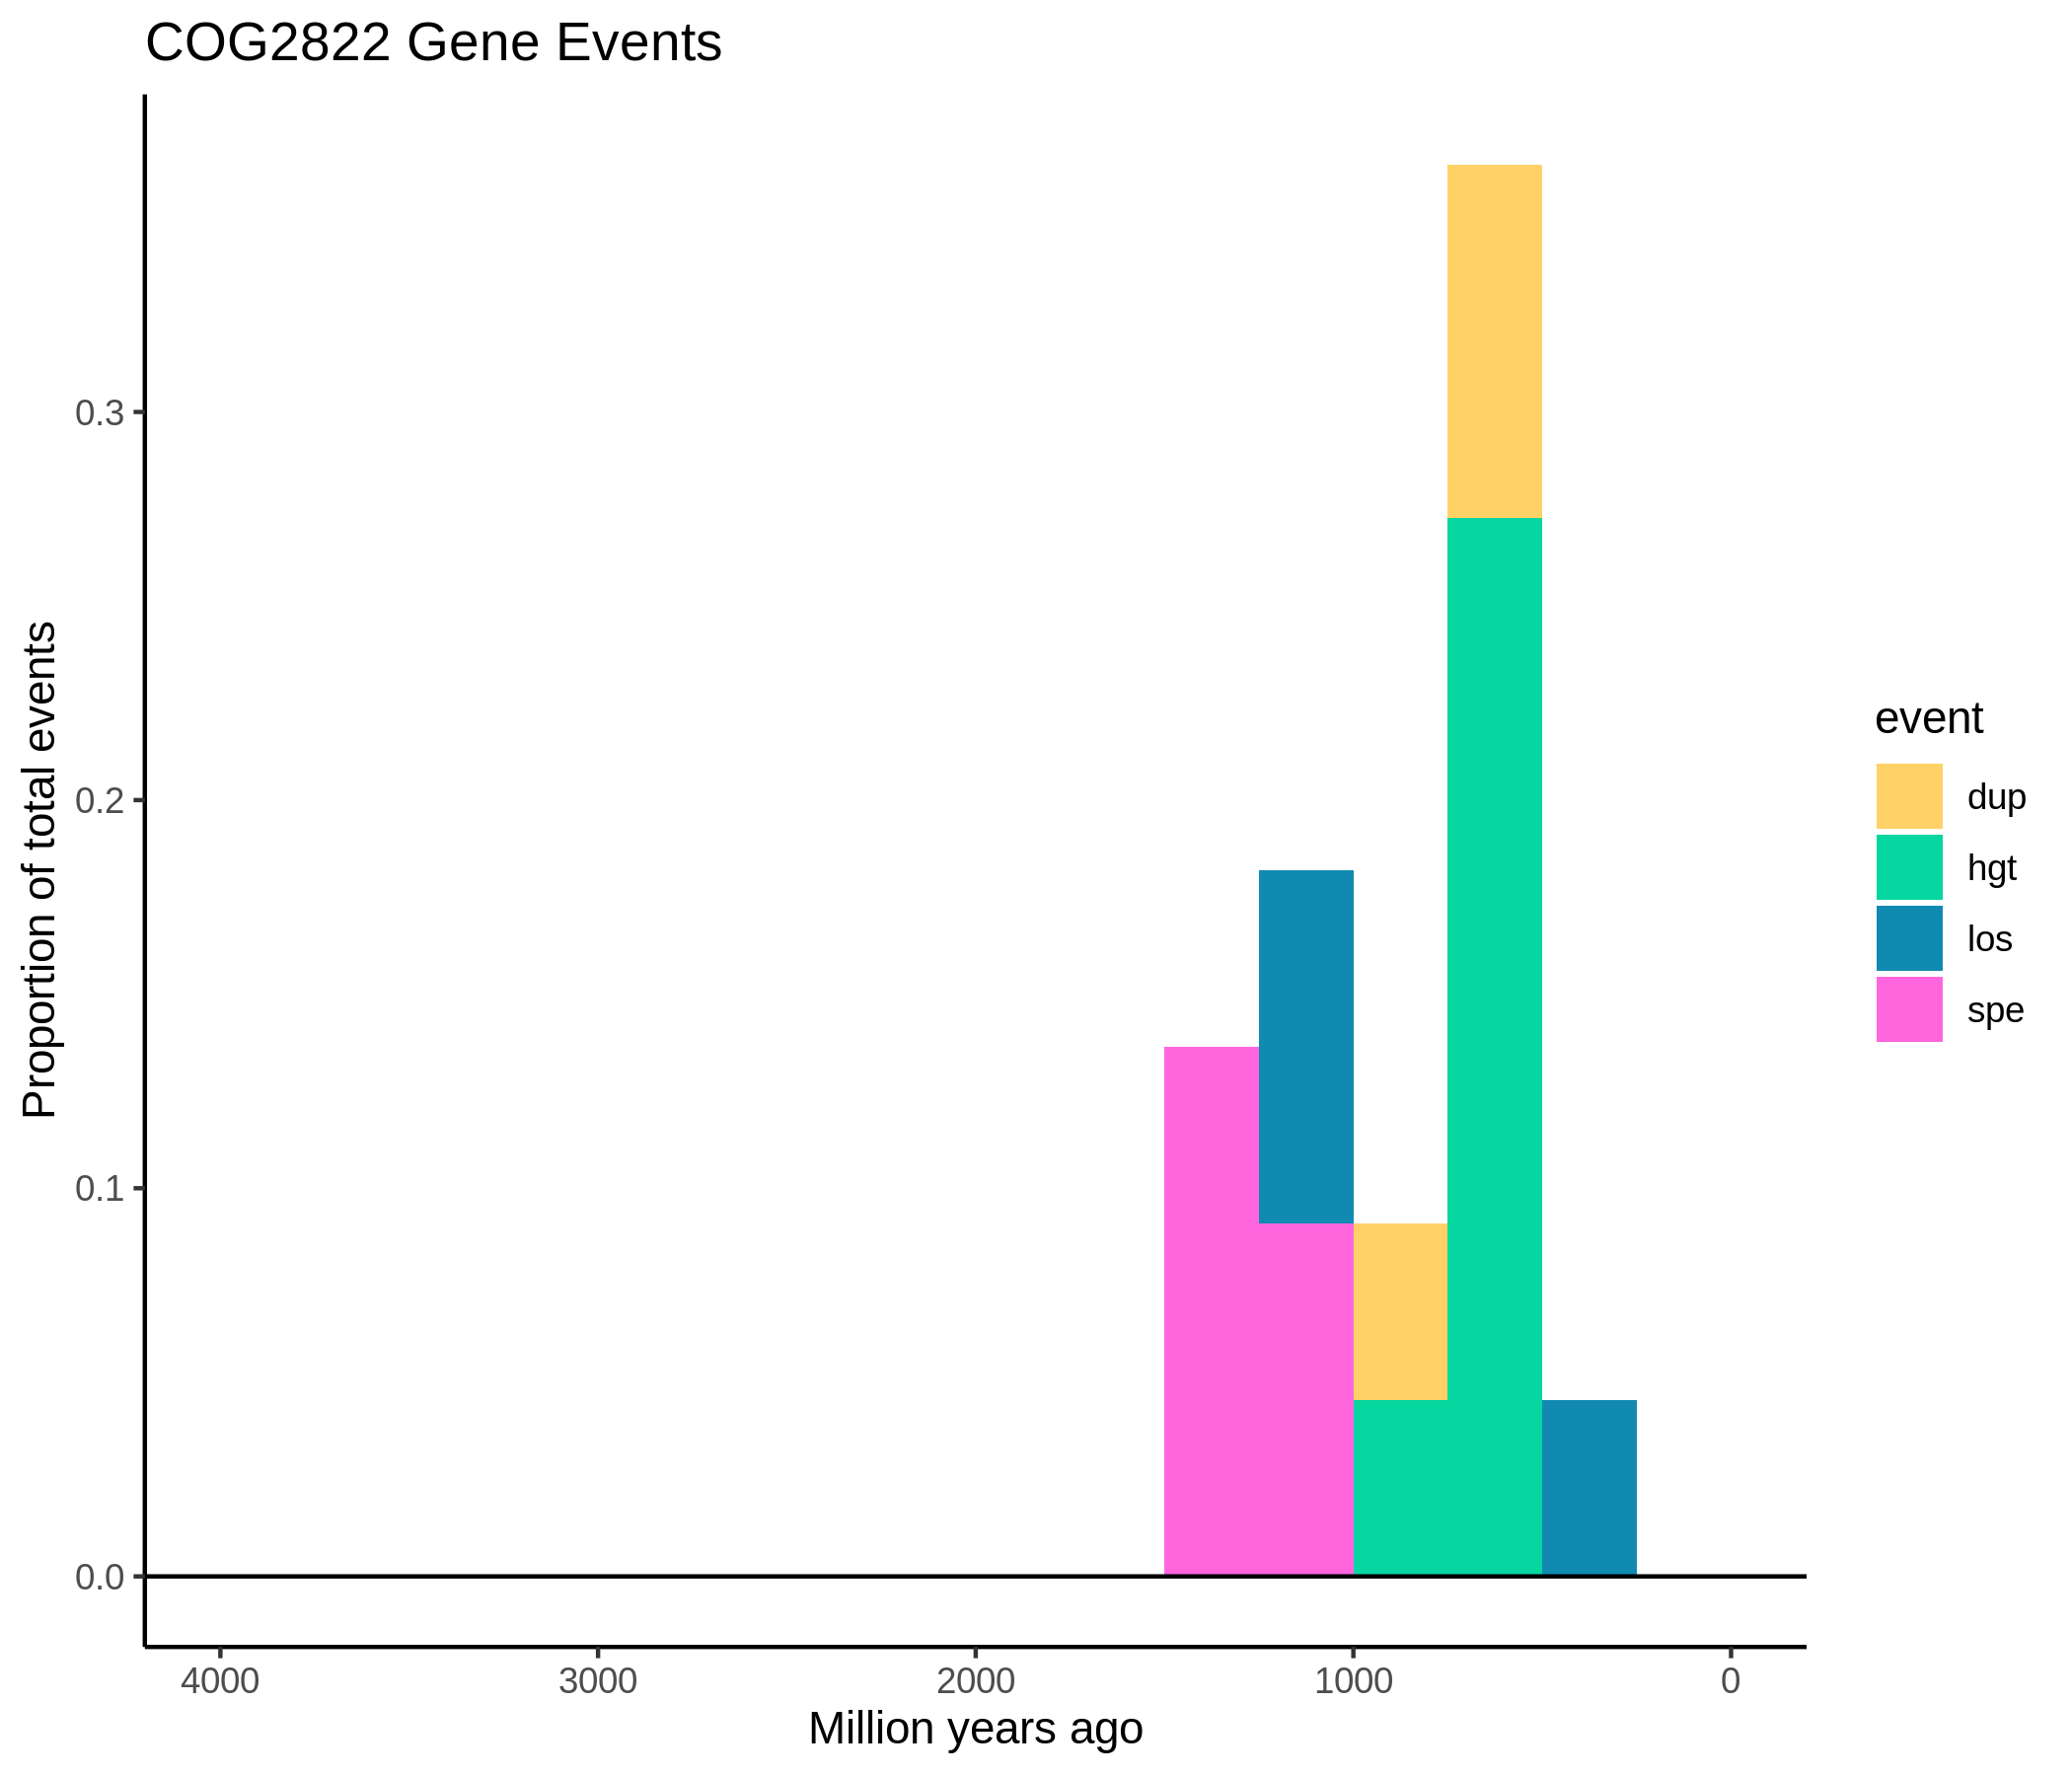 COG2822 Gene Events
Proportion of total events
0.3
0.2
0.1
0.0
4000 3000 2000 1000 0
Million years ago
event
dup
hgt
los
spe